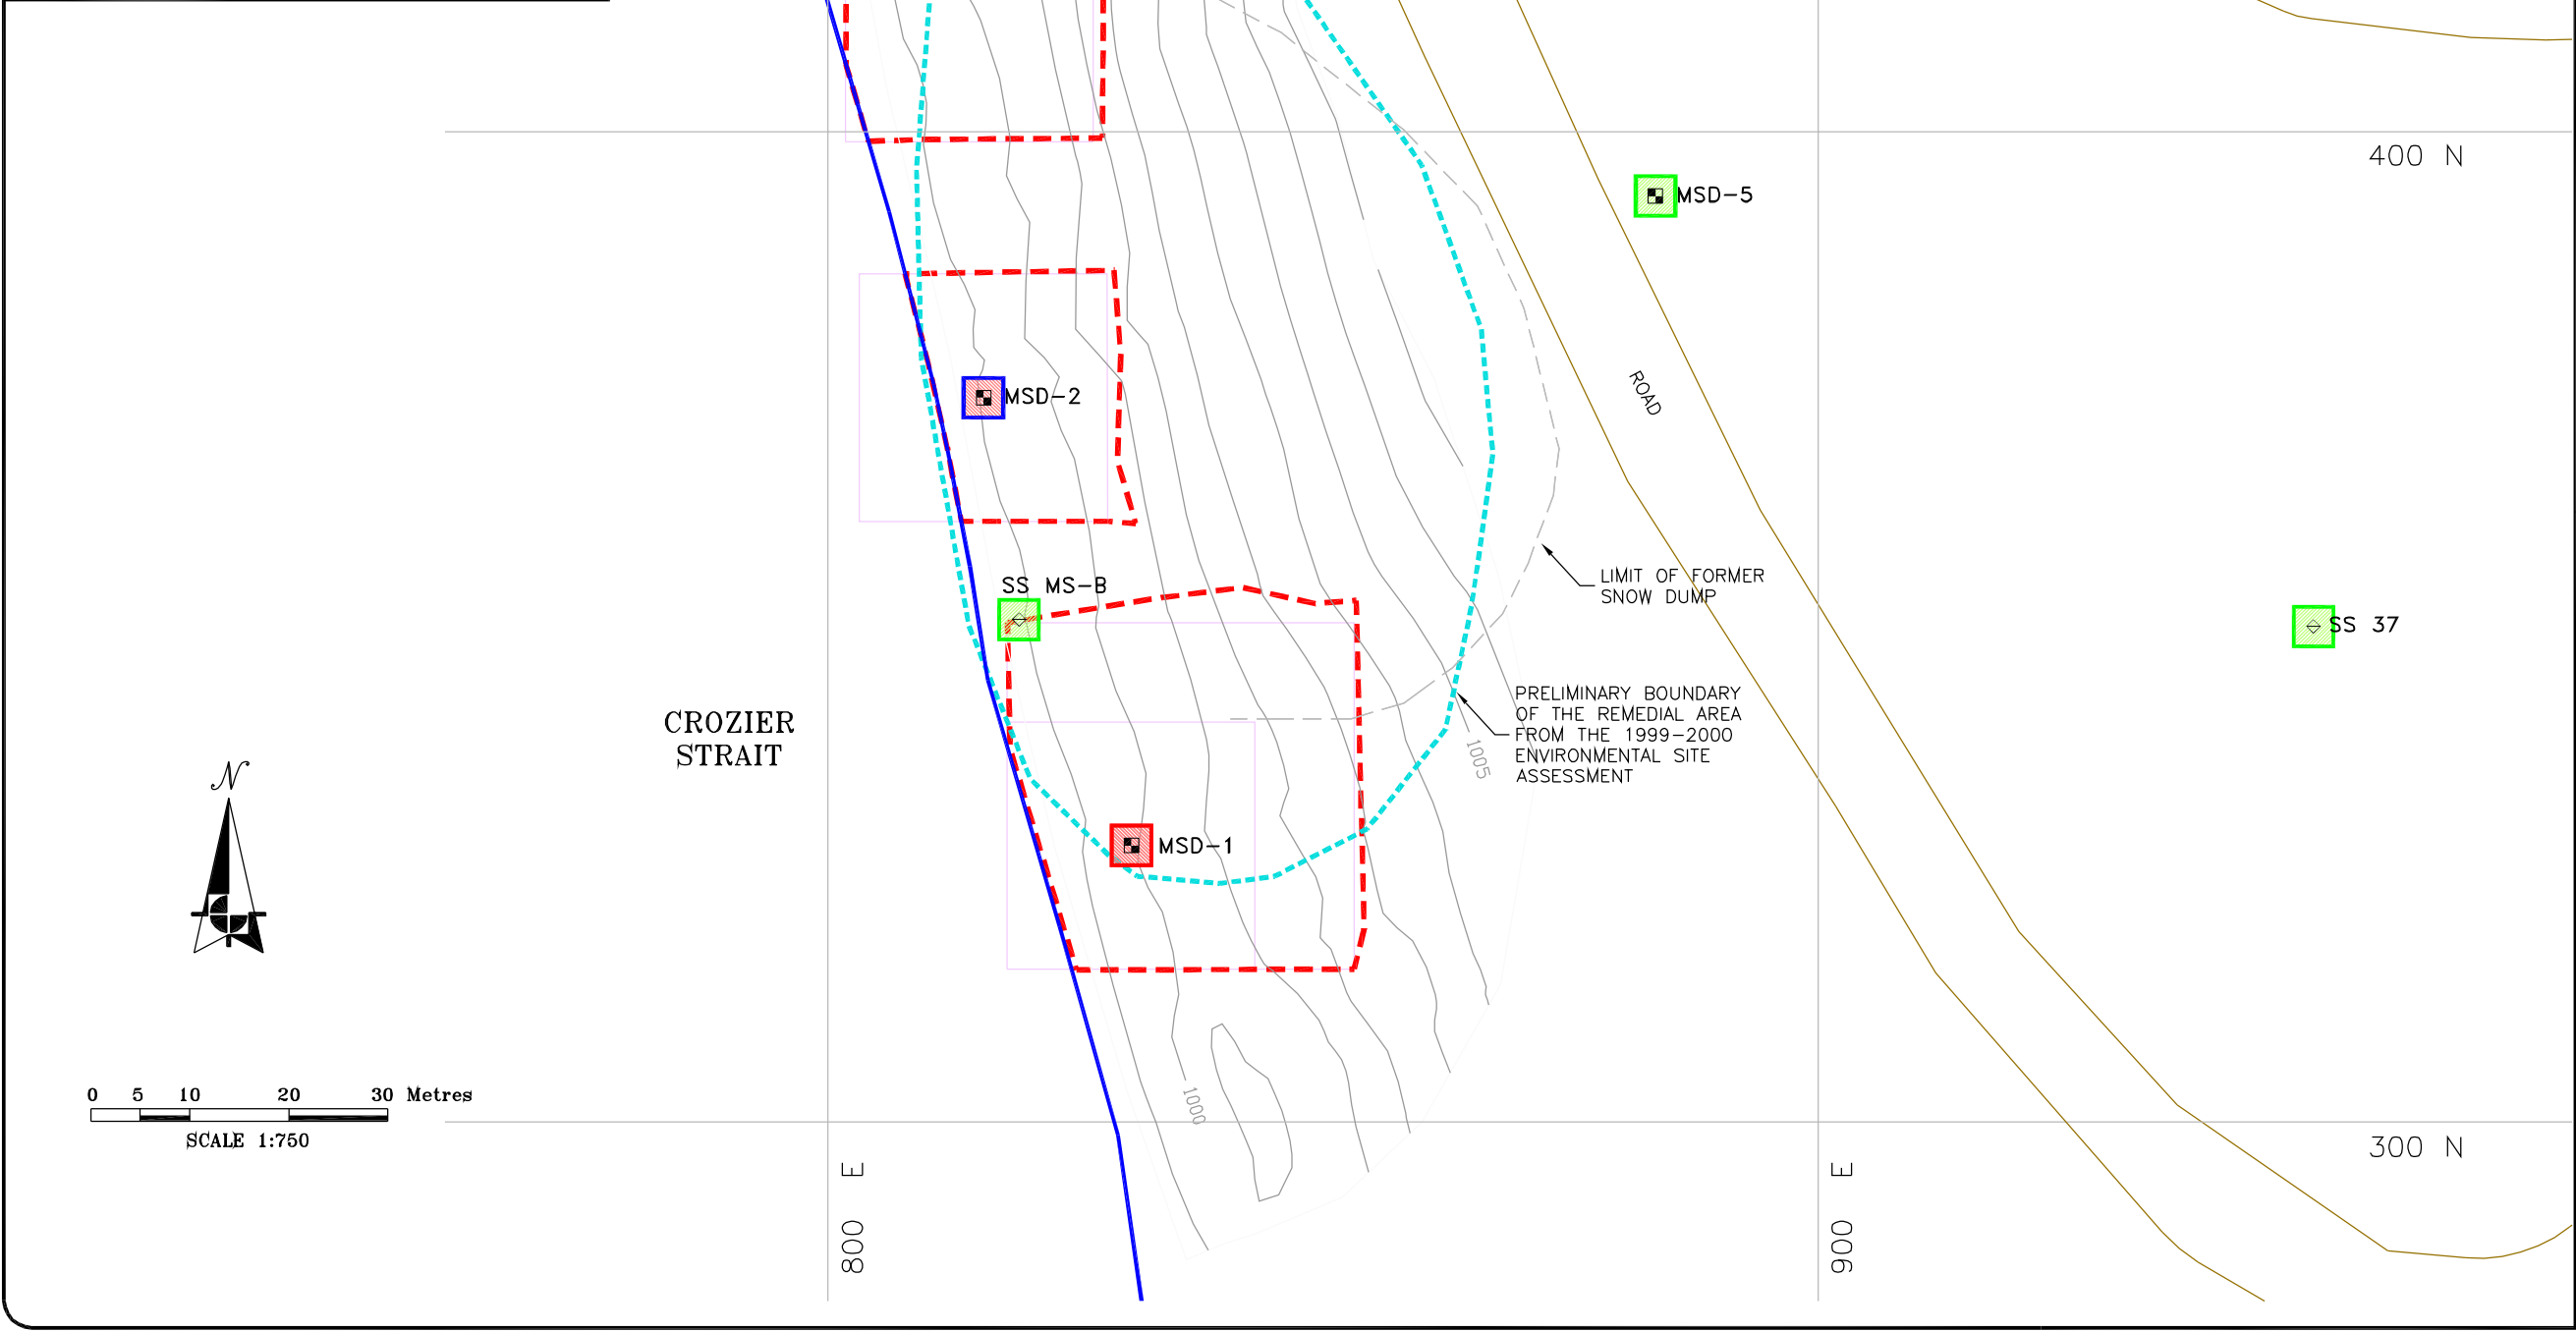 400 N
MSD-5
ROAD
MSD-2
LIMIT OF FORMER
SNOW DUMP
SS MS-B
SS 37
PRELIMINARY BOUNDARY
OF THE REMEDIAL AREA
FROM THE 1999-2000
ENVIRONMENTAL SITE
ASSESSMENT
1005
CROZIER
STRAIT
N
MSD-1
0 5 10 20 30 Metres
SCALE 1:750
1000
300 N
800 E
900 E